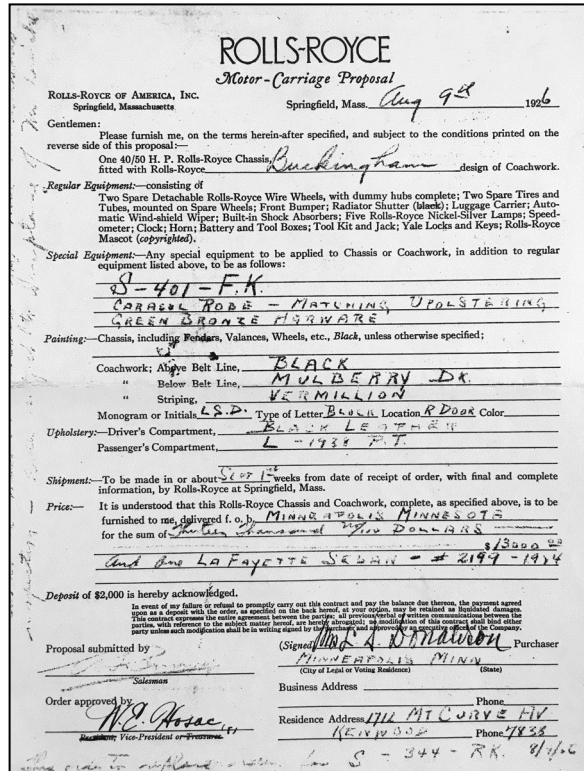 ROLLS-ROYCE
Motor-Carriage Proposal
ROLLS-ROYCE OF AMERICA, INC.
Springfield, Massachusetts
Springfield, Mass. Aug 9th 1926
Gentlemen:
Please furnish me, on the terms herein-after specified, and subject to the conditions printed on the
reverse side of this proposal:—
One 40/50 H. P. Rolls-Royce Chassis,
fitted with Rolls-Royce Buckingham design of Coachwork.
Regular Equipment:—consisting of
Two Spare Detachable Rolls-Royce Wire Wheels, with dummy hubs complete; Two Spare Tires and
Tubes, mounted on Spare Wheels; Front Bumper; Radiator Shutter (black); Luggage Carrier; Auto-
matic Wind-shield Wiper; Built-in Shock Absorbers; Five Rolls-Royce Nickel-Silver Lamps; Speed-
ometer; Clock; Horn; Battery and Tool Boxes; Tool Kit and Jack; Yale Locks and Keys; Rolls-Royce
Mascot (copyrighted).
Special Equipment:—Any special equipment to be applied to Chassis or Coachwork, in addition to regular
equipment listed above, to be as follows:
S-401-F.K.
CARACUL ROBE - MATCHING UPOLSTERING
GREEN BRONZE HARWARE
Painting:—Chassis, including Fenders, Valances, Wheels, etc., Black, unless otherwise specified;
Coachwork; Above Belt Line, BLACK
" Below Belt Line, MULBERRY DK.
" Striping, VERMILLION
Monogram or Initials L.S.D. Type of Letter BLOCK Location R DOOR Color
Upholstery:—Driver's Compartment, BLACK LEATHER
Passenger's Compartment, L-1938 P.T.
Shipment:—To be made in or about Sept 1st weeks from date of receipt of order, with final and complete
information, by Rolls-Royce at Springfield, Mass.
Price:— It is understood that this Rolls-Royce Chassis and Coachwork, complete, as specified above, is to be
furnished to me, delivered f. o. b. MINNEAPOLIS MINNESOTE
for the sum of Thirteen thousand no/100 DOLLARS
$13000 00
And One LAFAYETTE SEDAN - # 2199 - 1924
Deposit of $2,000 is hereby acknowledged.
In event of my failure or refusal to promptly carry out this contract and pay the balance due thereon, the payment agreed
upon as a deposit with the order, as specified on the back hereof, at your option, may be retained as liquidated damages.
This contract expresses the entire agreement between the parties; all previous verbal or written communications between the
parties, with reference to the subject matter hereof, are hereby abrogated; no modification of this contract shall bind either
party unless such modification shall be in writing signed by the purchaser and approved by an executive officer of the Company.
Proposal submitted by
Salesman
(Signed) Mrs L S Donaldson Purchaser
MINNEAPOLIS MINN
(City of Legal or Voting Residence) (State)
Business Address
Phone
Order approved by
W.E. Hosac
President, Vice-President or Treasurer
Residence Address 1712 MT CURVE AV
KENWOOD Phone 7838
S-344-RK. 8/9/26